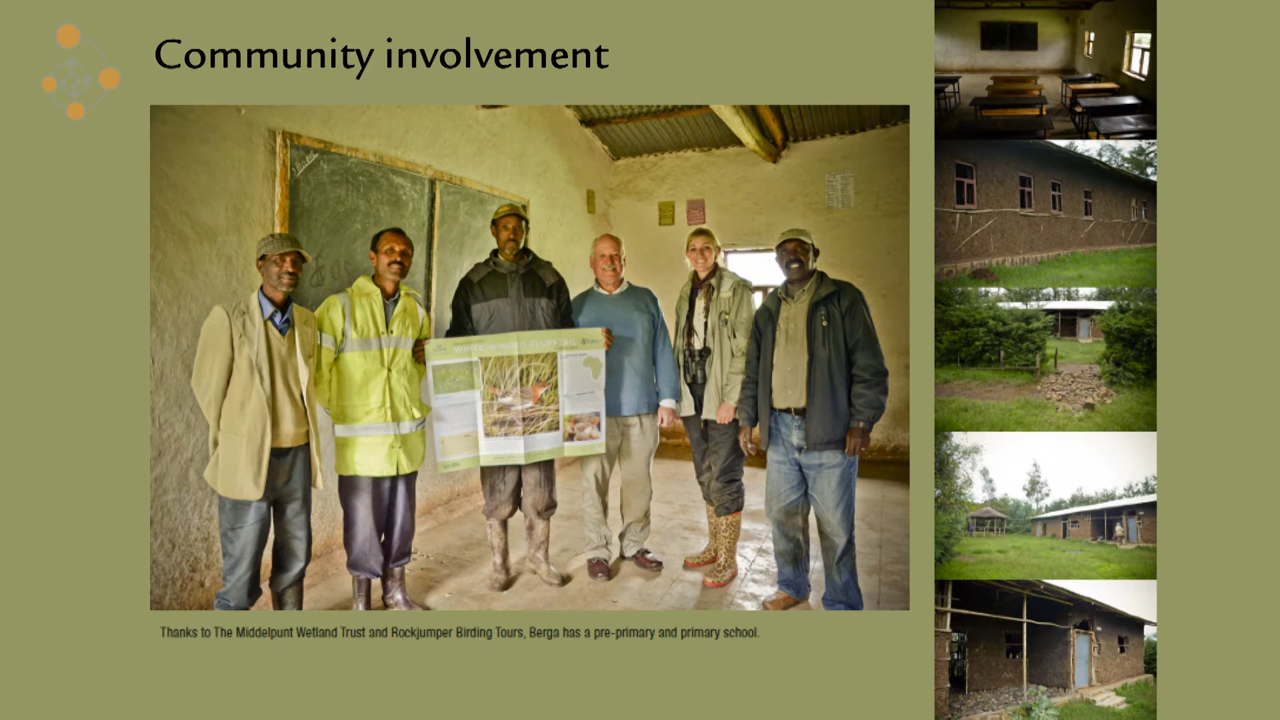 Community involvement
WHITE-WINGED FLUFFTAIL
Thanks to The Middelpunt Wetland Trust and Rockjumper Birding Tours, Berga has a pre-primary and primary school.